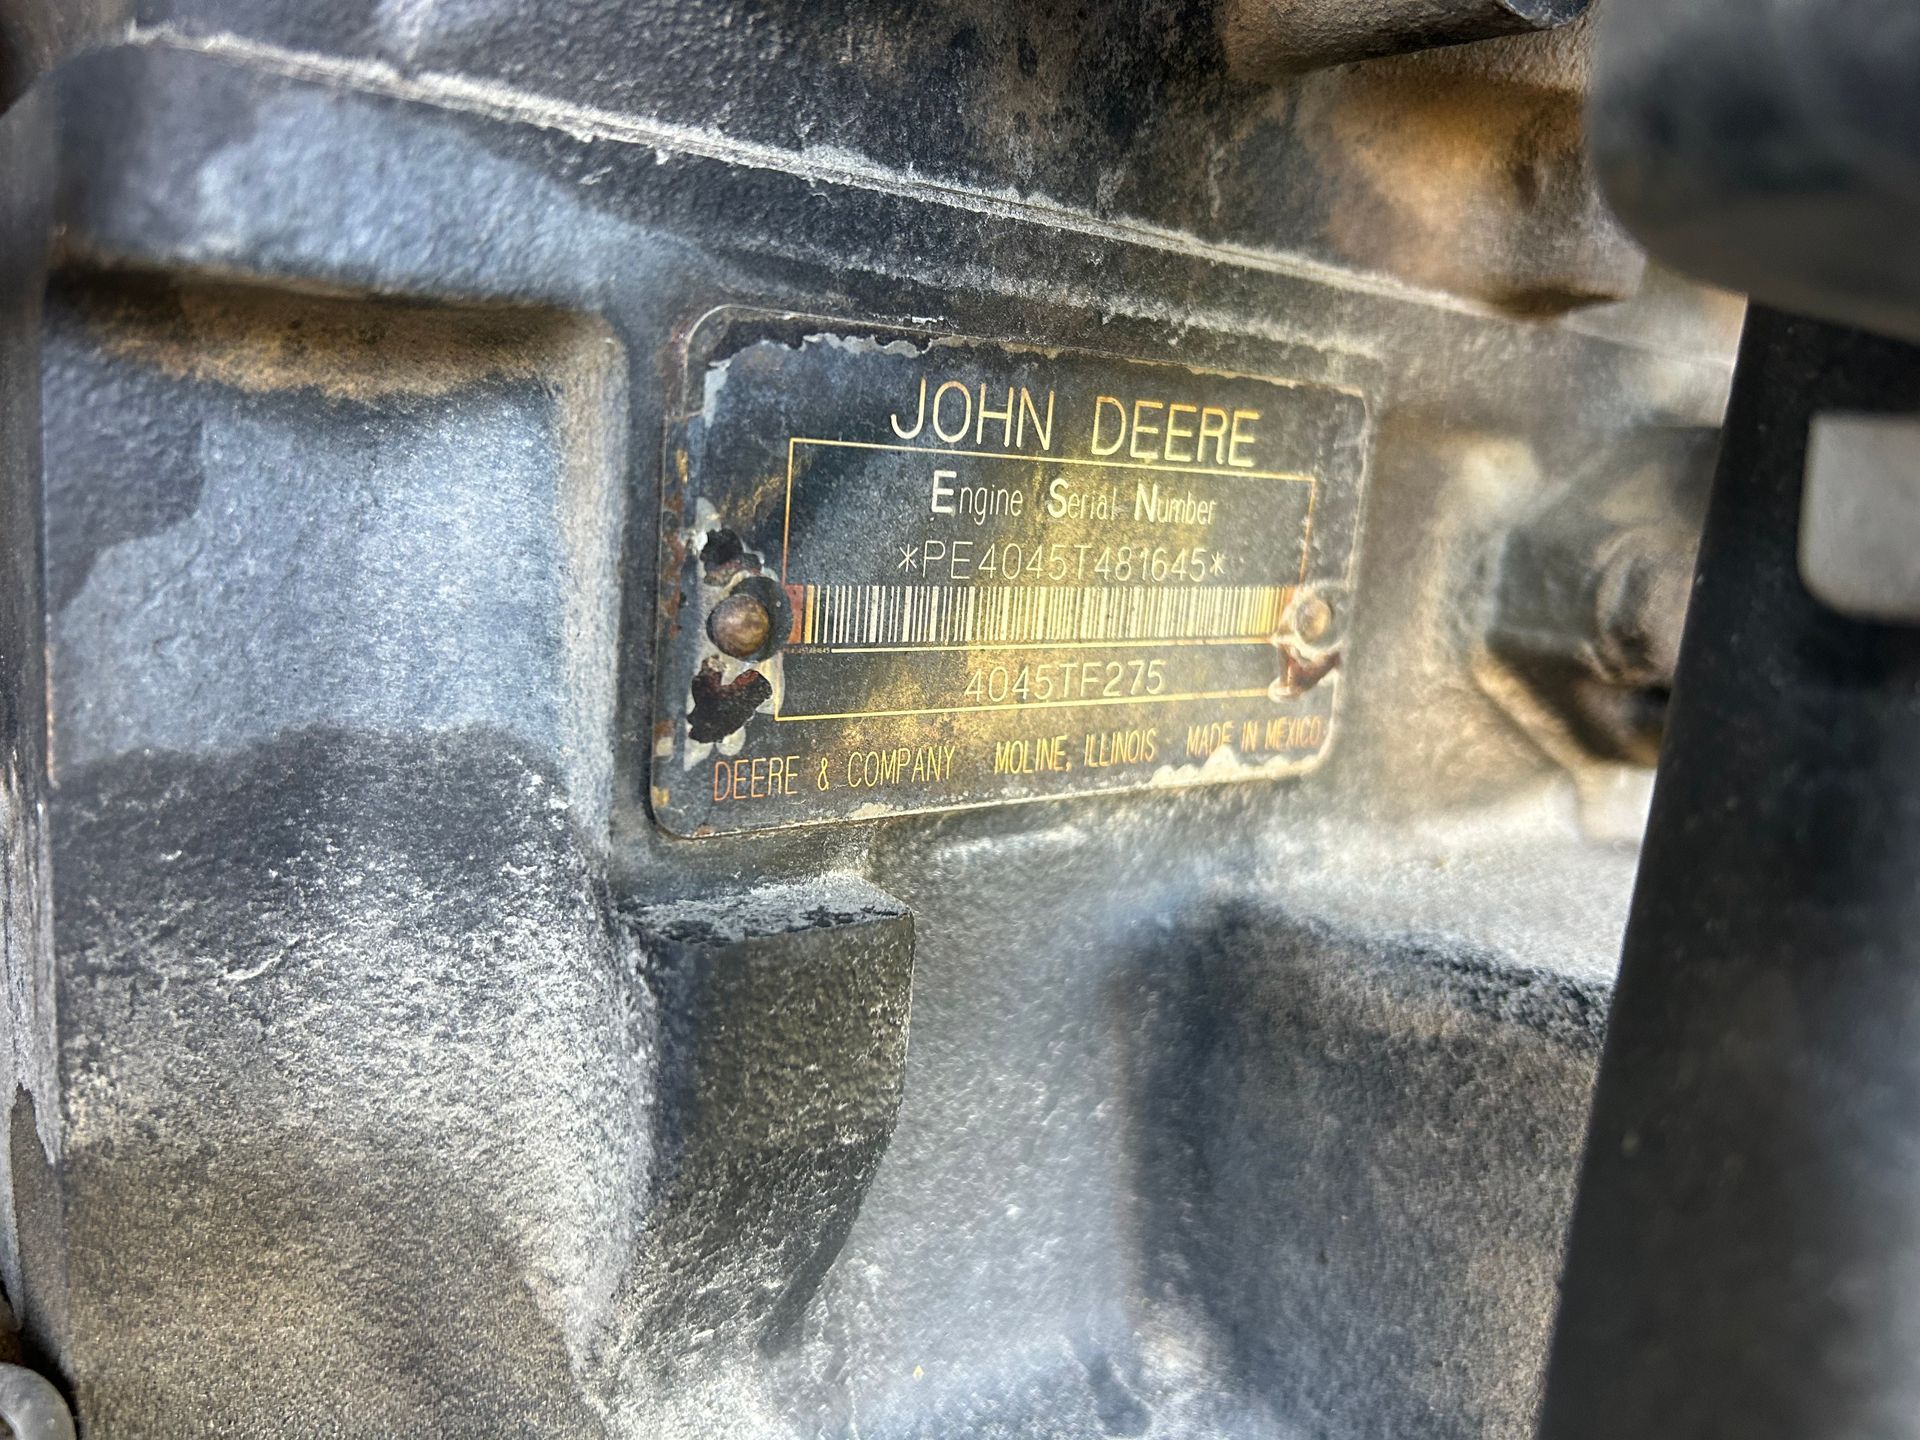 JOHN DEERE
Engine Serial Number
*PE4045T481645*
4045TF275
DEERE & COMPANY MOLINE, ILLINOIS MADE IN MEXICO